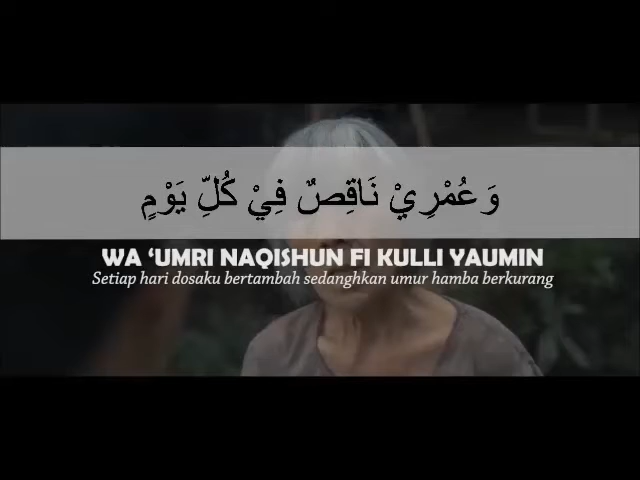 وَعُمْرِيْ نَاقِصٌ فِيْ كُلِّ يَوْمٍ
WA ‘UMRI NAQISHUN FI KULLI YAUMIN
Setiap hari dosaku bertambah sedanghkan umur hamba berkurang